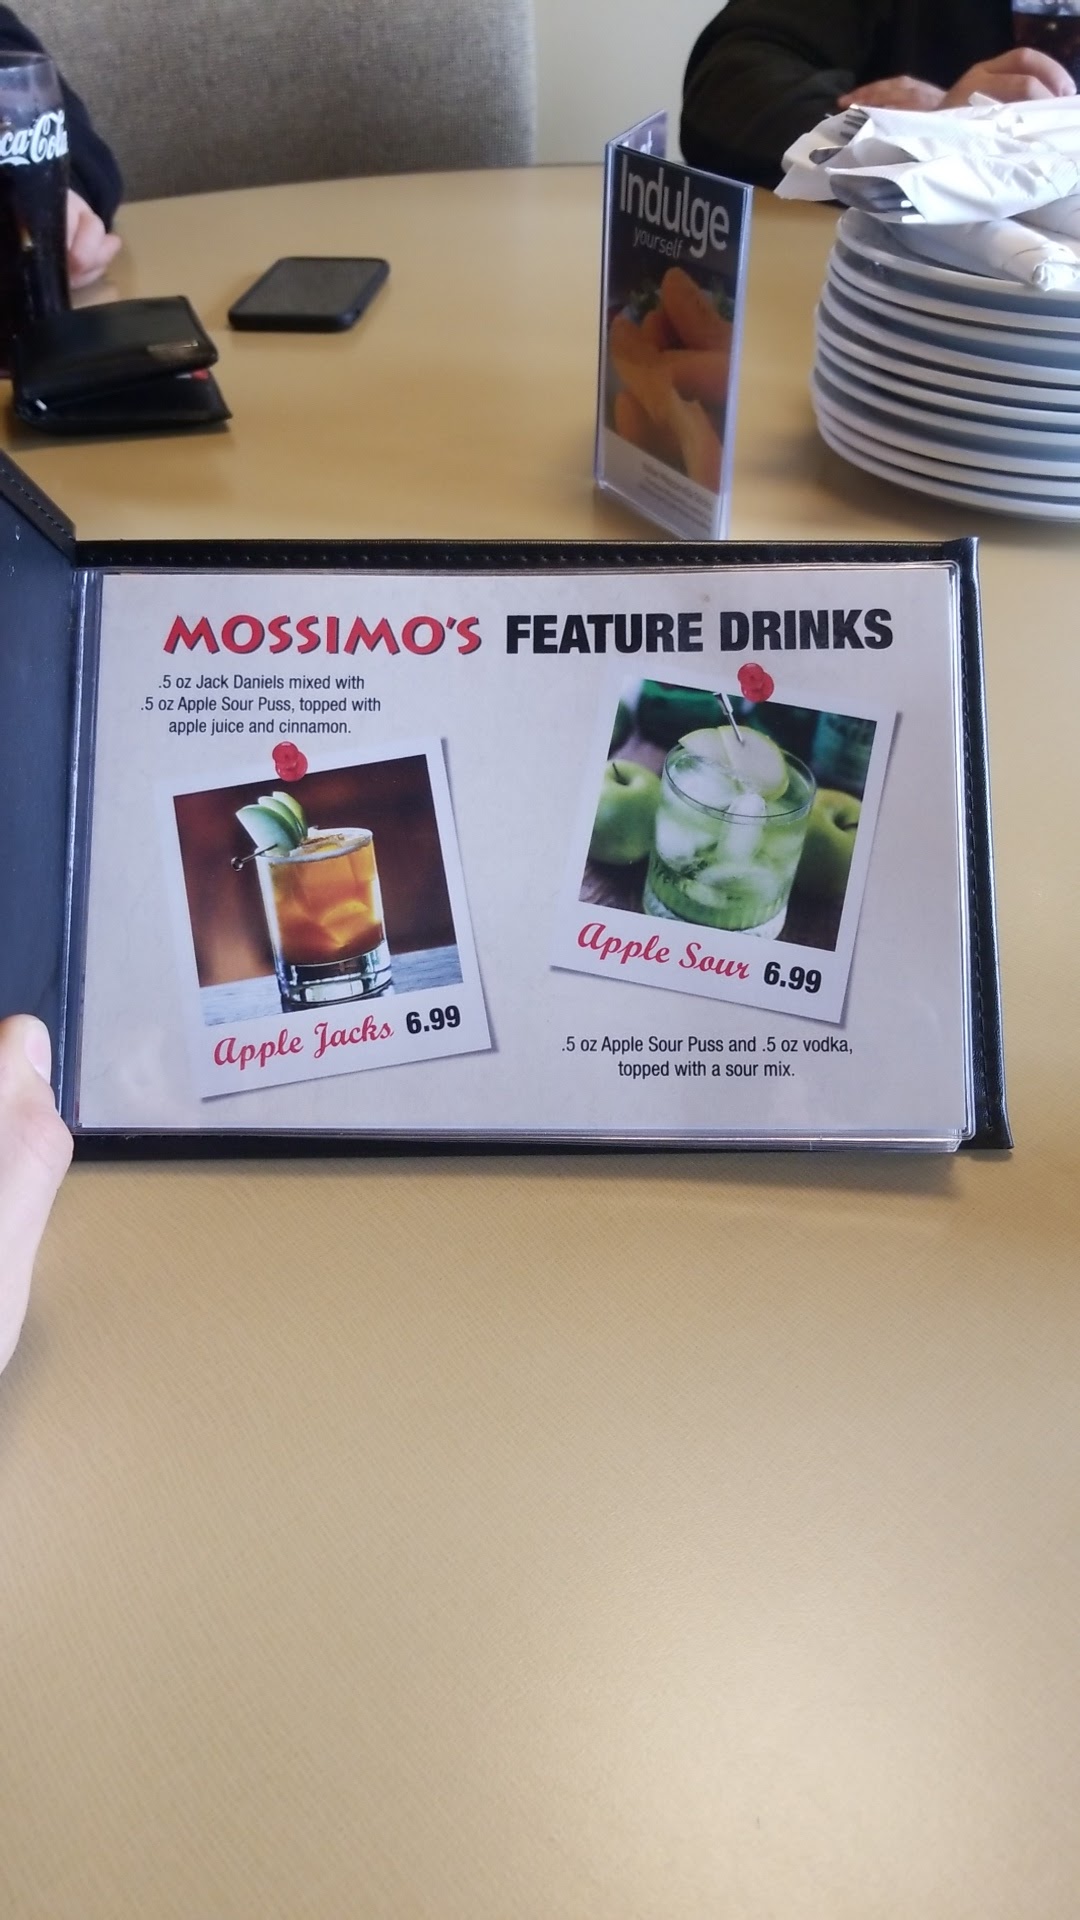 ca-Cola
Indulge
yourself
MOSSIMO'S FEATURE DRINKS
.5 oz Jack Daniels mixed with
.5 oz Apple Sour Puss, topped with
apple juice and cinnamon.
Apple Jacks 6.99
Apple Sour 6.99
.5 oz Apple Sour Puss and .5 oz vodka,
topped with a sour mix.